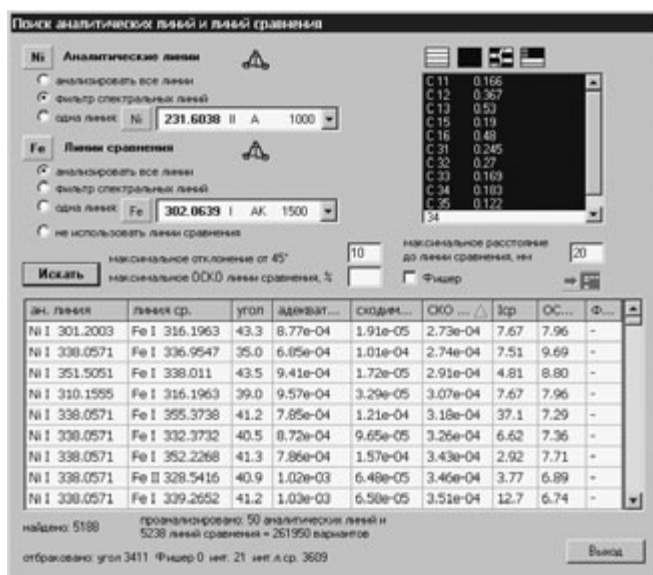 Поиск аналитических линий и линий сравнения
Ni Аналитические линии
анализировать все линии
фильтр спектральных линий
одна линия: Ni 231.6038 II A 1000
Fe Линии сравнения
анализировать все линии
фильтр спектральных линий
одна линия: Fe 302.0639 I AK 1500
не использовать линии сравнения
C 11 0.166
C 12 0.367
C 13 0.53
C 15 0.19
C 16 0.48
C 31 0.245
C 32 0.27
C 33 0.169
C 34 0.183
C 35 0.122
34
Искать
максимальное отклонение от 45° 10
максимальное ОСКО линии сравнения, %
максимальное расстояние до линии сравнения, нм 20
Фишер
ан. линия линия ср. угол адекват... сходим... СКО ... Iср ОС... Ф...
Ni I 301.2003 Fe I 316.1963 43.3 8.77e-04 1.91e-05 2.73e-04 7.67 7.96 -
Ni I 338.0571 Fe I 336.9547 35.0 6.85e-04 1.01e-04 2.74e-04 7.51 9.69 -
Ni I 351.5051 Fe I 338.011 43.5 9.41e-04 1.72e-05 2.91e-04 4.81 8.80 -
Ni I 310.1555 Fe I 316.1963 39.0 9.57e-04 3.29e-05 3.07e-04 7.67 7.96 -
Ni I 338.0571 Fe I 355.3738 41.2 7.85e-04 1.21e-04 3.18e-04 37.1 7.29 -
Ni I 338.0571 Fe I 332.3732 40.5 8.72e-04 9.65e-05 3.26e-04 6.62 7.36 -
Ni I 338.0571 Fe I 352.2268 41.3 7.86e-04 1.57e-04 3.43e-04 2.92 7.71 -
Ni I 338.0571 Fe II 328.5416 40.9 1.02e-03 6.48e-05 3.46e-04 3.77 6.89 -
Ni I 338.0571 Fe I 339.2652 41.2 1.03e-03 6.58e-05 3.51e-04 12.7 6.74 -
найдено: 5188
проанализировано: 50 аналитических линий и
5238 линий сравнения = 261950 вариантов
отбраковано: угол 3411 Фишер 0 инт. 21 инт.л.ср. 3609
Выход